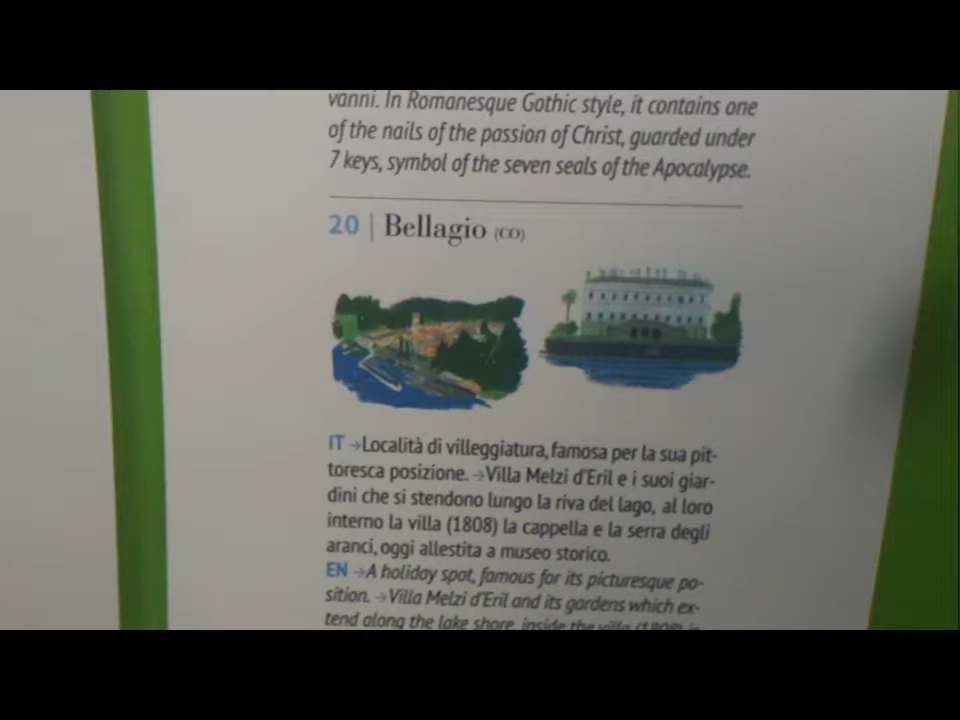 vanni. In Romanesque Gothic style, it contains one
of the nails of the passion of Christ, guarded under
7 keys, symbol of the seven seals of the Apocalypse.
20 | Bellagio (CO)
IT →Località di villeggiatura, famosa per la sua pit-
toresca posizione. →Villa Melzi d'Eril e i suoi giar-
dini che si stendono lungo la riva del lago, al loro
interno la villa (1808) la cappella e la serra degli
aranci, oggi allestita a museo storico.
EN →A holiday spot, famous for its picturesque po-
sition. →Villa Melzi d'Eril and its gardens which ex-
tend along the lake shore, inside the villa (1808) is